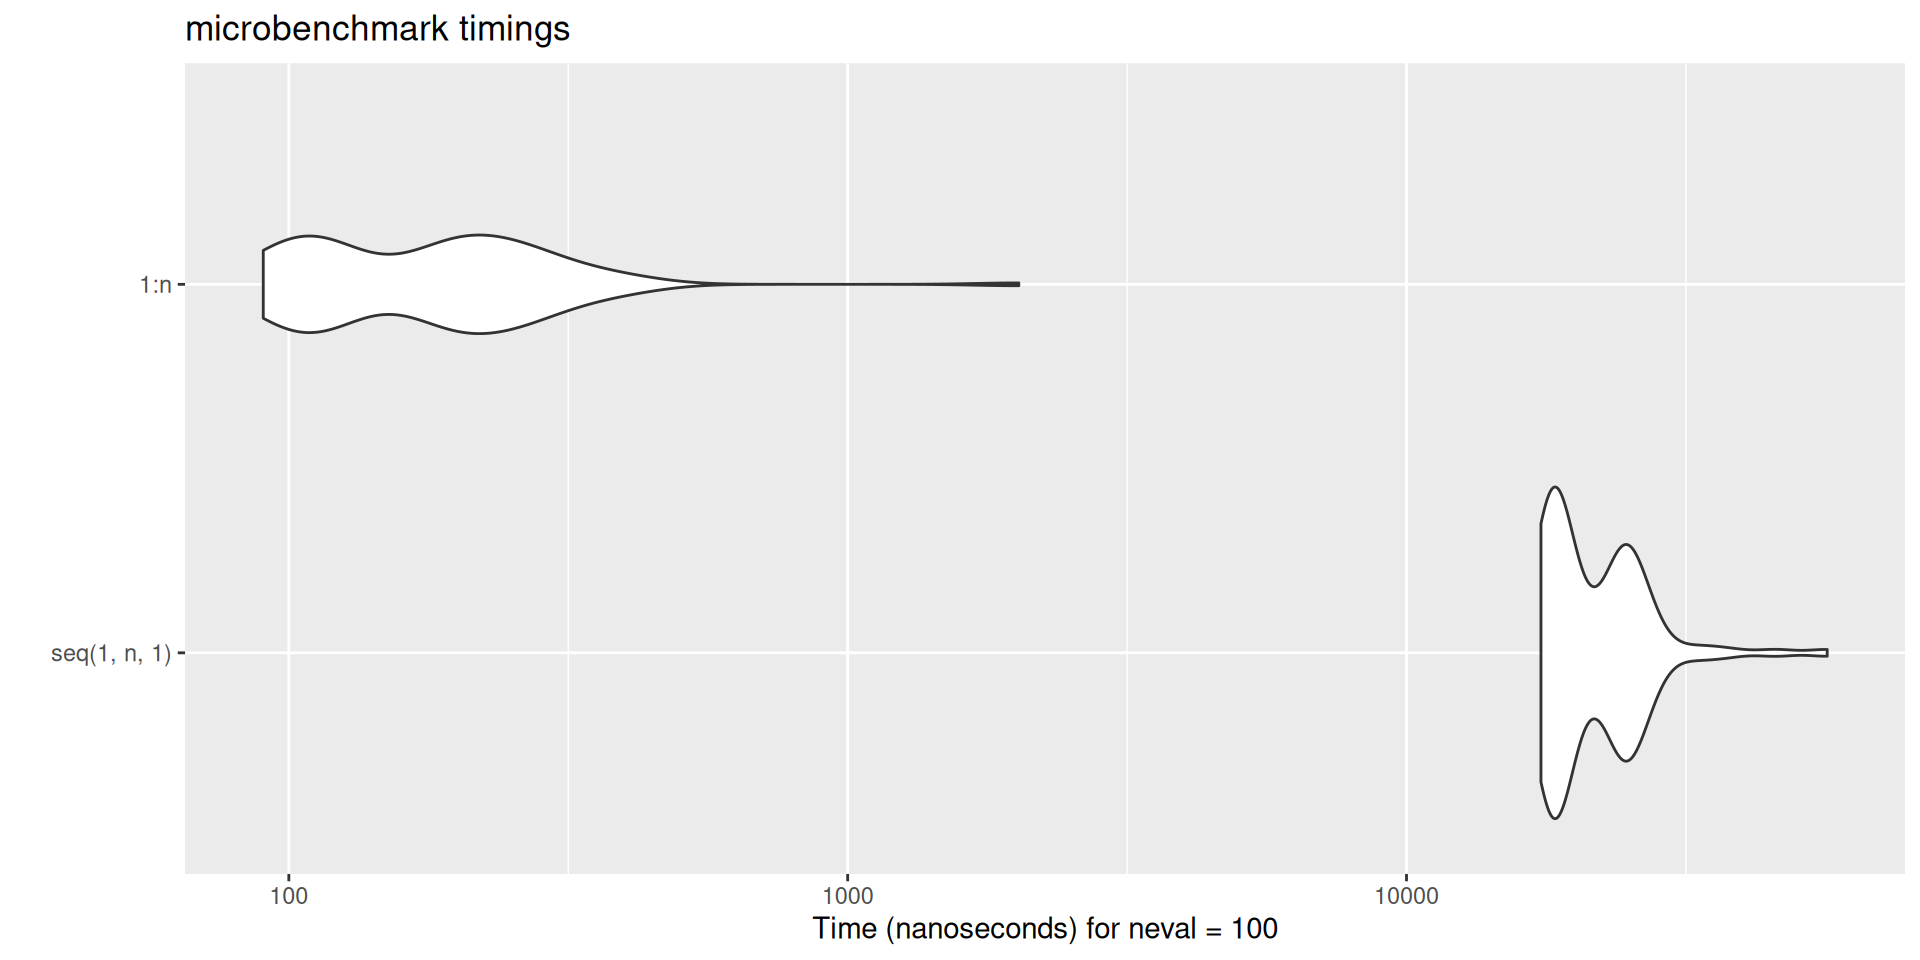 microbenchmark timings
1:n
seq(1, n, 1)
100 1000 10000
Time (nanoseconds) for neval = 100